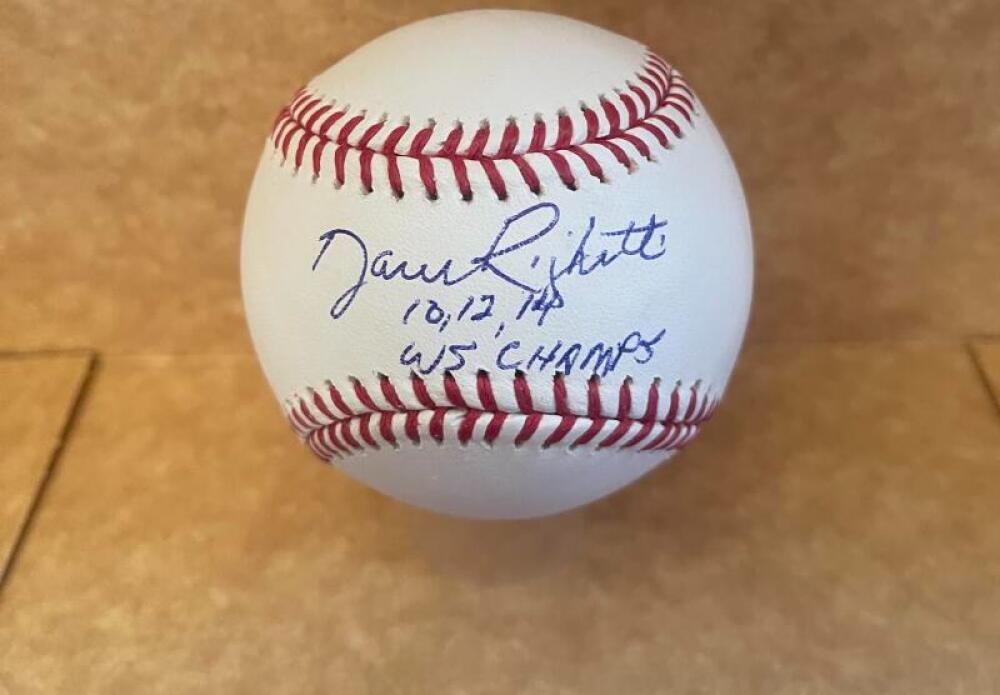 Dave Righetti
10, 12, 14
WS CHAMPS